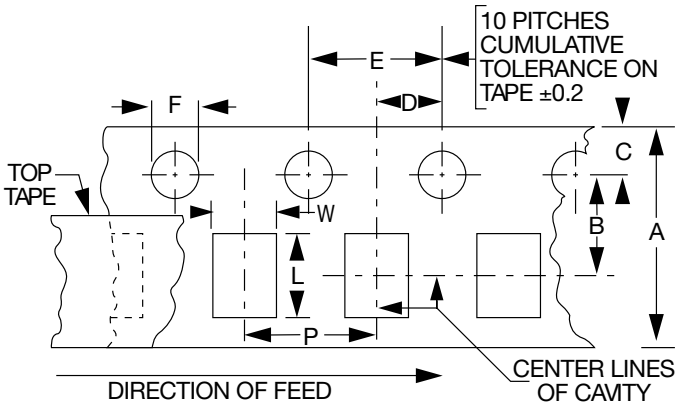 10 PITCHES
CUMULATIVE
TOLERANCE ON
TAPE ±0.2
E
D
F
C
TOP
TAPE
W
B
A
L
P
CENTER LINES
OF CAVITY
DIRECTION OF FEED